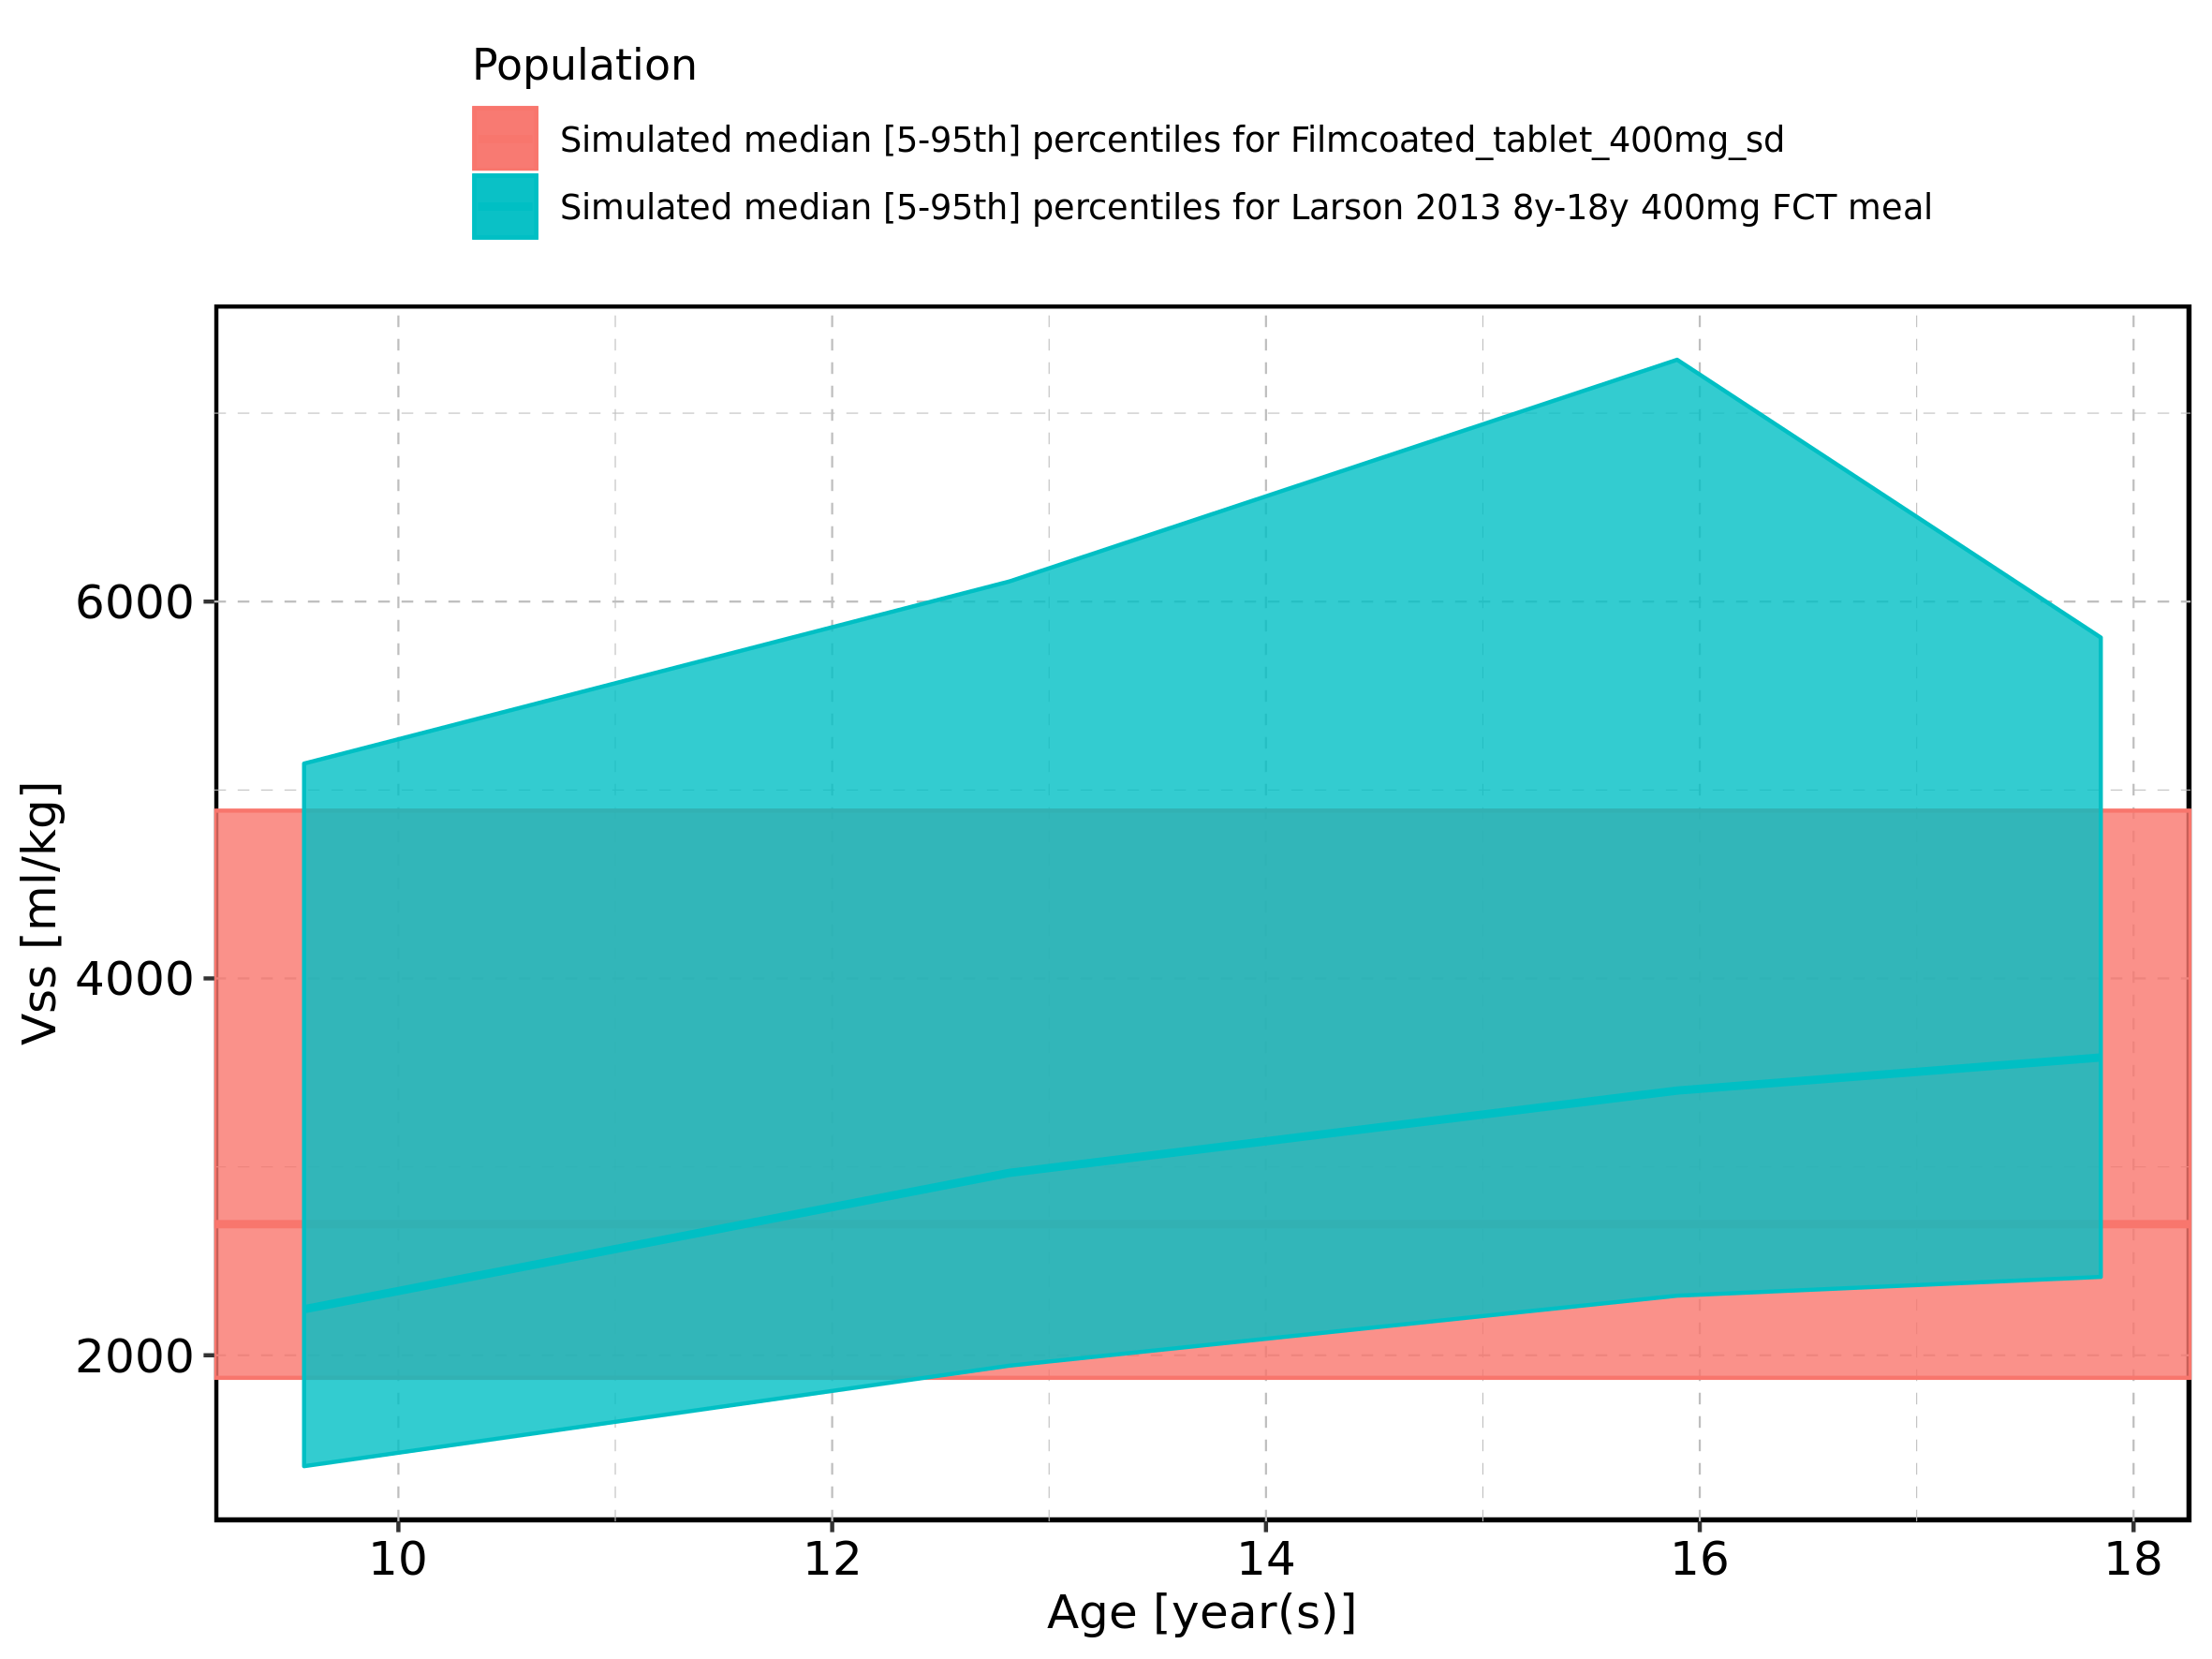 Population
Simulated median [5-95th] percentiles for Filmcoated_tablet_400mg_sd
Simulated median [5-95th] percentiles for Larson 2013 8y-18y 400mg FCT meal
Vss [ml/kg]
6000
4000
2000
10 12 14 16 18
Age [year(s)]